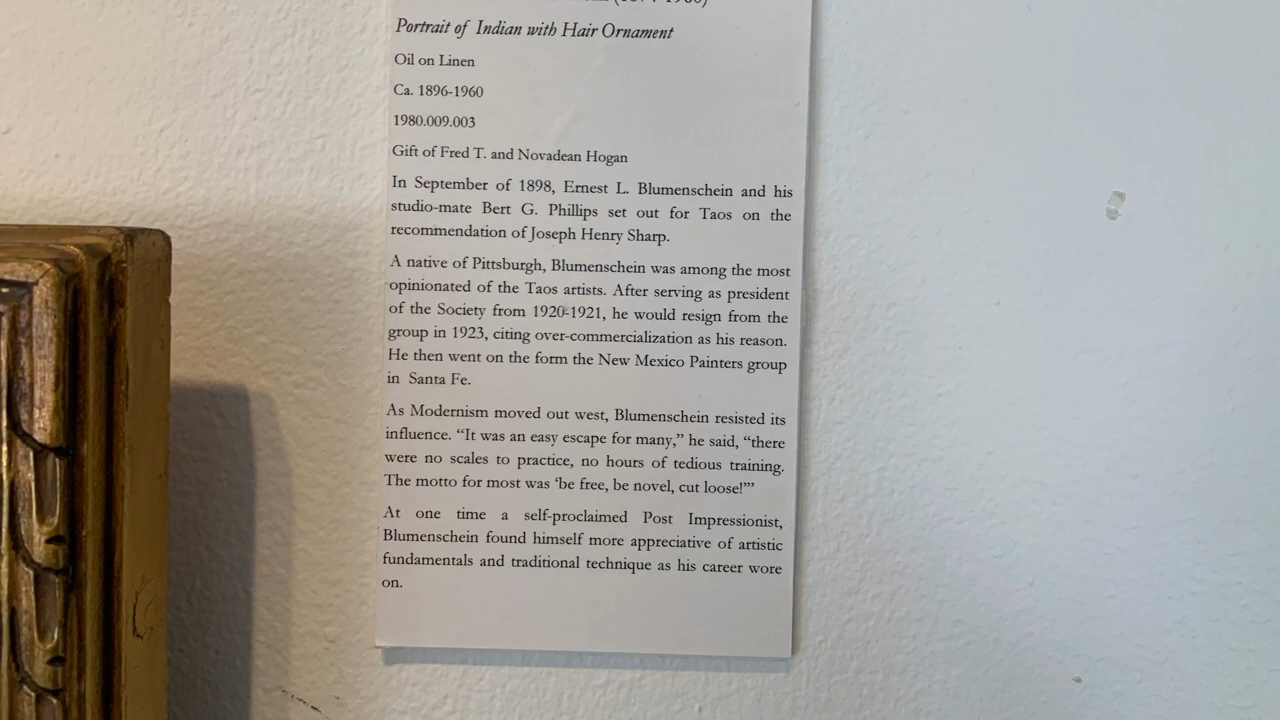 Portrait of Indian with Hair Ornament
Oil on Linen
Ca. 1896-1960
1980.009.003
Gift of Fred T. and Novadean Hogan
In September of 1898, Ernest L. Blumenschein and his
studio-mate Bert G. Phillips set out for Taos on the
recommendation of Joseph Henry Sharp.
A native of Pittsburgh, Blumenschein was among the most
opinionated of the Taos artists. After serving as president
of the Society from 1920-1921, he would resign from the
group in 1923, citing over-commercialization as his reason.
He then went on the form the New Mexico Painters group
in Santa Fe.
As Modernism moved out west, Blumenschein resisted its
influence. “It was an easy escape for many,” he said, “there
were no scales to practice, no hours of tedious training.
The motto for most was ‘be free, be novel, cut loose!’”
At one time a self-proclaimed Post Impressionist,
Blumenschein found himself more appreciative of artistic
fundamentals and traditional technique as his career wore
on.